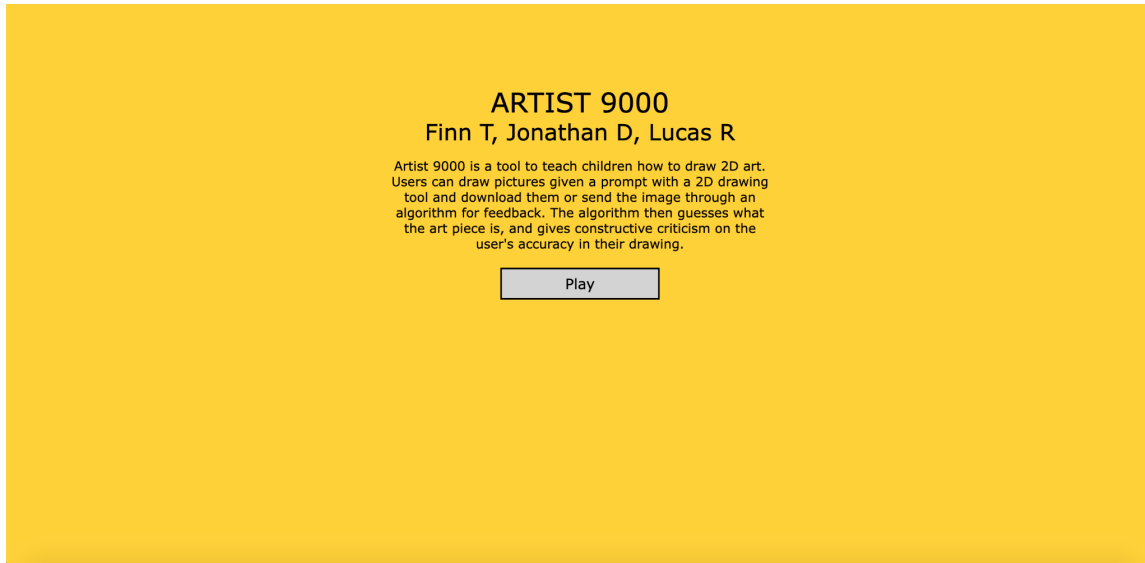 ARTIST 9000
Finn T, Jonathan D, Lucas R
Artist 9000 is a tool to teach children how to draw 2D art.
Users can draw pictures given a prompt with a 2D drawing
tool and download them or send the image through an
algorithm for feedback. The algorithm then guesses what
the art piece is, and gives constructive criticism on the
user's accuracy in their drawing.
Play